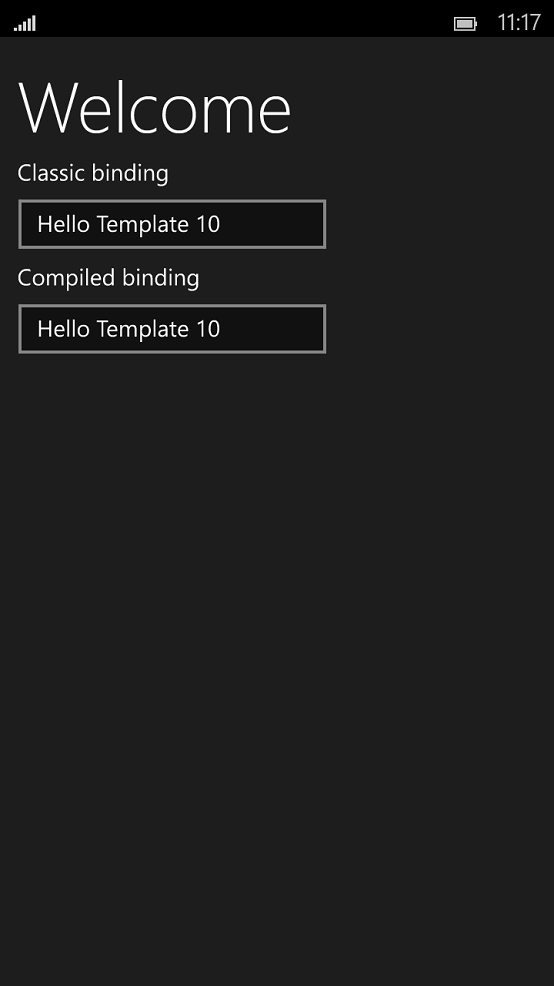 11:17
Welcome
Classic binding
Hello Template 10
Compiled binding
Hello Template 10